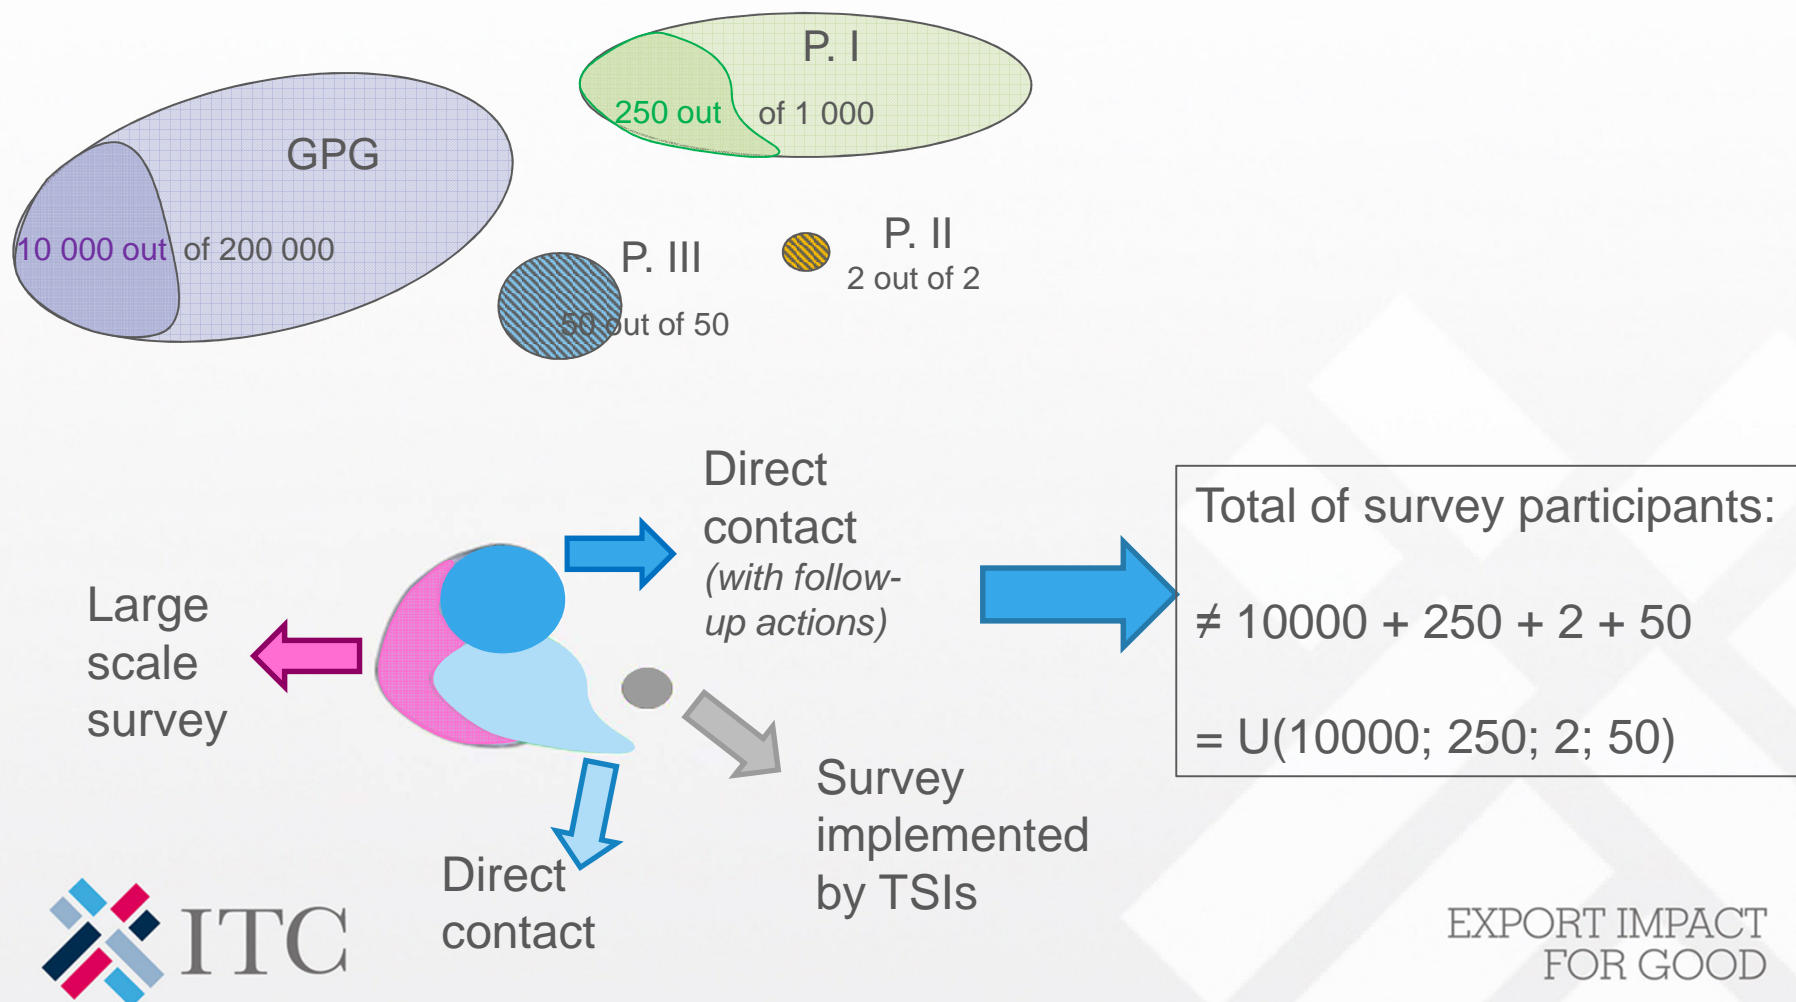 P. I
250 out of 1 000
GPG
10 000 out of 200 000
P. III
50 out of 50
P. II
2 out of 2
Direct
contact
(with follow-
up actions)
Large
scale
survey
Direct
contact
Survey
implemented
by TSIs
Total of survey participants:
≠ 10000 + 250 + 2 + 50
= U(10000; 250; 2; 50)
ITC
EXPORT IMPACT
FOR GOOD